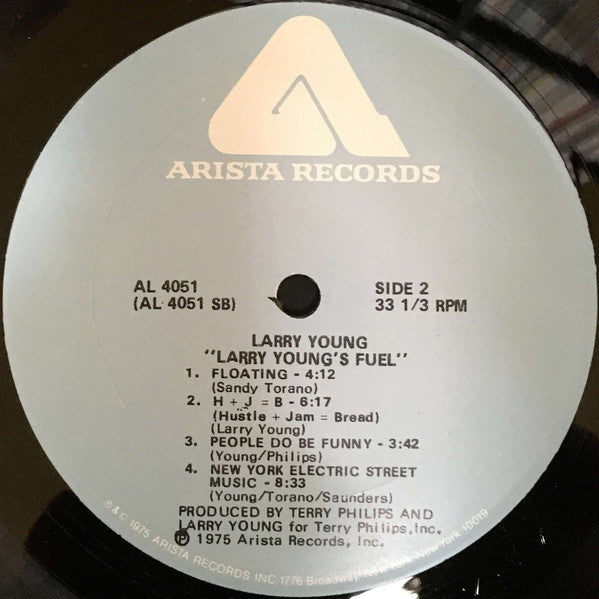 ARISTA RECORDS
AL 4051
(AL 4051 SB)
SIDE 2
33 1/3 RPM
LARRY YOUNG
"LARRY YOUNG'S FUEL"
1. FLOATING - 4:12
(Sandy Torano)
2. H + J = B - 6:17
(Hustle + Jam = Bread)
(Larry Young)
3. PEOPLE DO BE FUNNY - 3:42
(Young/Philips)
4. NEW YORK ELECTRIC STREET
MUSIC - 8:33
(Young/Torano/Saunders)
PRODUCED BY TERRY PHILIPS AND
LARRY YOUNG for Terry Philips, Inc.
Ⓟ 1975 Arista Records, Inc.
℗ & © 1975 ARISTA RECORDS INC 1776 Broadway New York, New York 10019